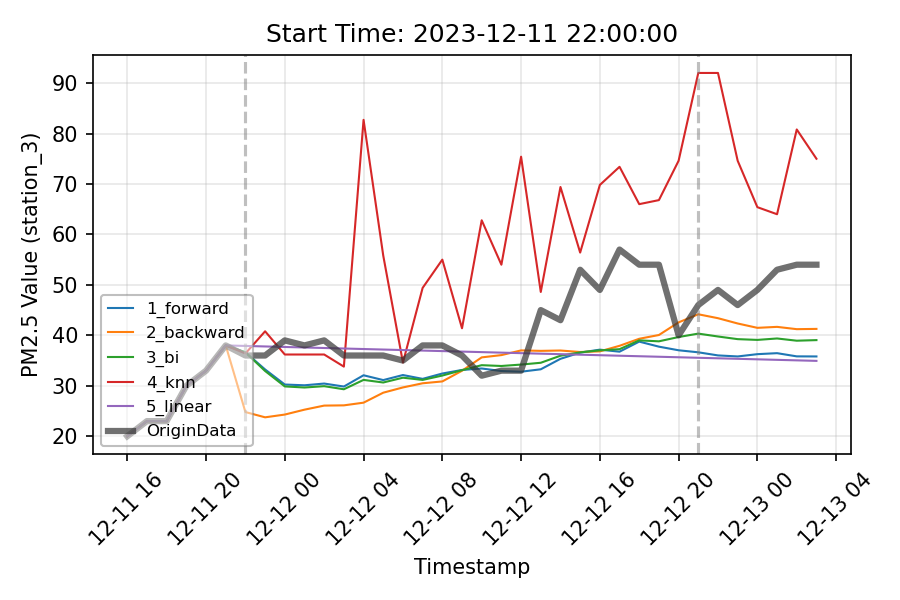 Start Time: 2023-12-11 22:00:00
PM2.5 Value (station_3)
90
80
70
60
50
40
30
20
1_forward
2_backward
3_bi
4_knn
5_linear
OriginData
12-11 16
12-11 20
12-12 00
12-12 04
12-12 08
12-12 12
12-12 16
12-12 20
12-13 00
12-13 04
Timestamp